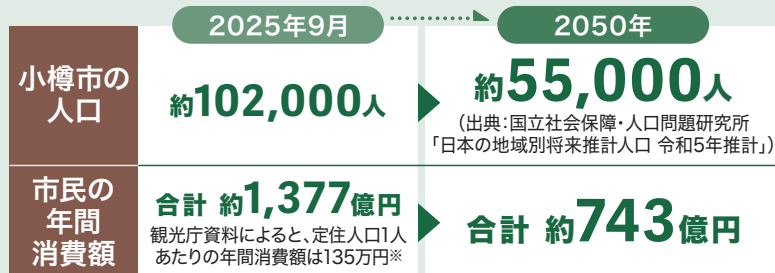 2025年9月
2050年
小樽市の
人口
約102,000人
約55,000人
（出典：国立社会保障・人口問題研究所
「日本の地域別将来推計人口 令和5年推計」）
市民の
年間
消費額
合計 約1,377億円
観光庁資料によると、定住人口1人
あたりの年間消費額は135万円※
合計 約743億円